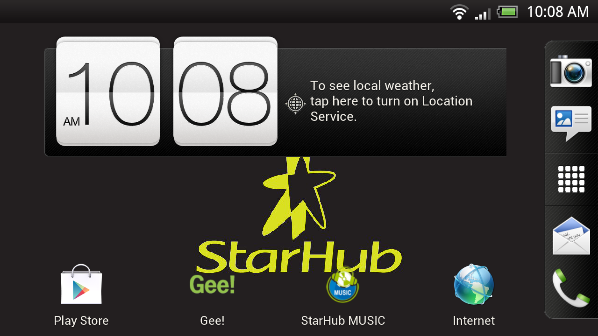 10:08 AM
AM 10 08
To see local weather,
tap here to turn on Location
Service.
StarHub
Gee!
MUSIC
Play Store
Gee!
StarHub MUSIC
Internet